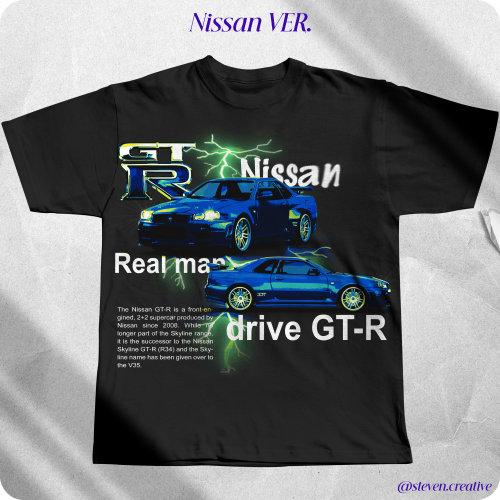 Nissan VER.
GT
R
Nissan
Real man
drive GT-R
The Nissan GT-R is a front-en-
gined, 2+2 supercar produced by
Nissan since 2008. While no
longer part of the Skyline range,
it is the successor to the Nissan
Skyline GT-R (R34) and the Sky-
line name has been given over to
the V35.
@steven.creative